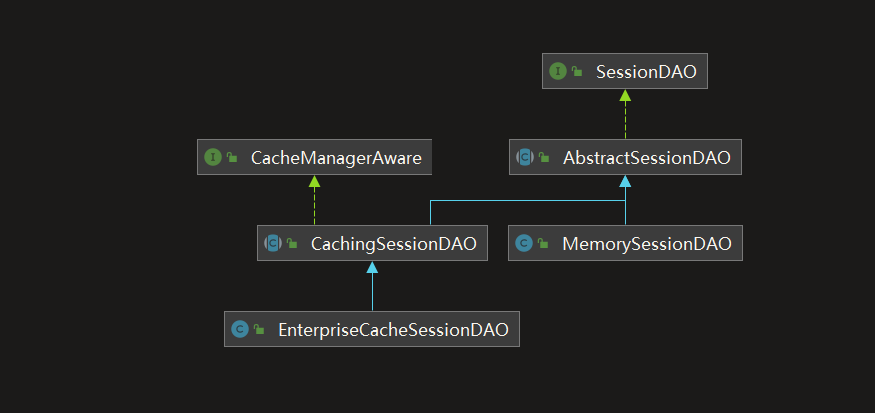 I SessionDAO
I CacheManagerAware
C AbstractSessionDAO
C CachingSessionDAO
C MemorySessionDAO
C EnterpriseCacheSessionDAO